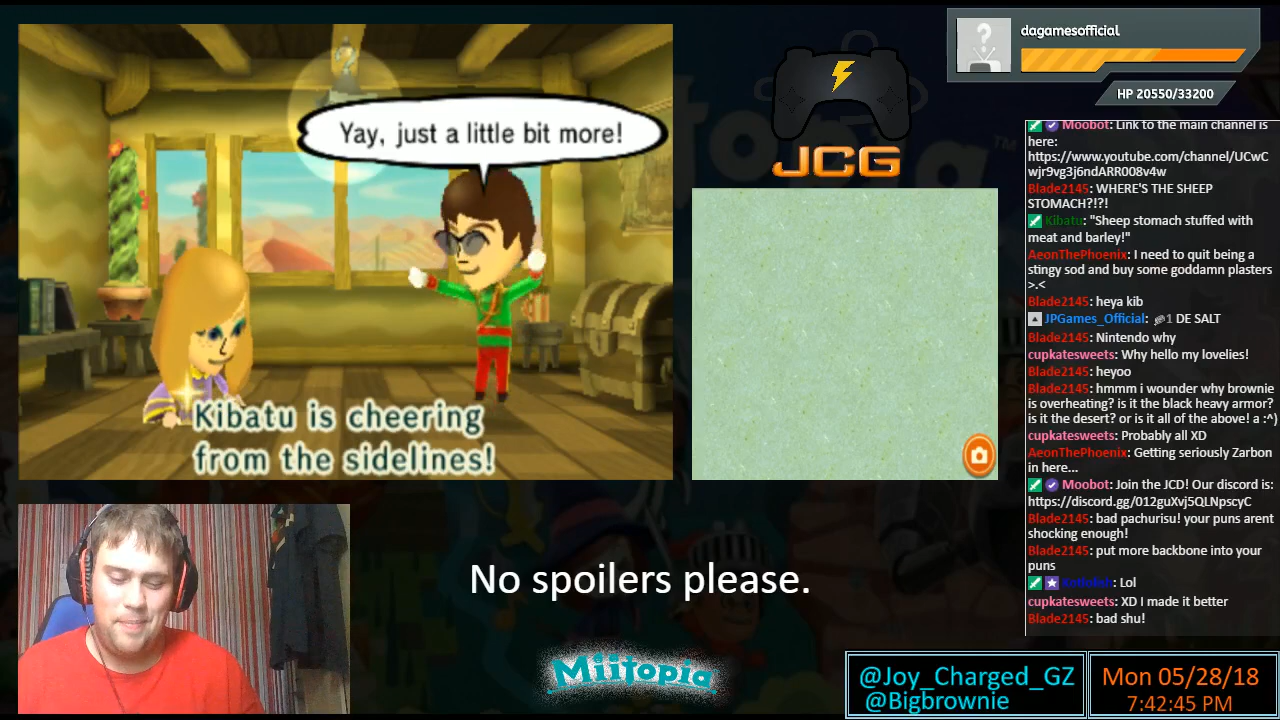 Yay, just a little bit more!
Kibatu is cheering
from the sidelines!
JCG
dagamesofficial
HP 20550/33200
Moobot: Link to the main channel is
here:
https://www.youtube.com/channel/UCwC
wjr9vg3j6ndARR008v4w
Blade2145: WHERE'S THE SHEEP
STOMACH?!?!
Kibatu: "Sheep stomach stuffed with
meat and barley!"
AeonThePhoenix: I need to quit being a
stingy sod and buy some goddamn plasters
>.<
Blade2145: heya kib
JPGames_Official: 1 DE SALT
Blade2145: Nintendo why
cupkatesweets: Why hello my lovelies!
Blade2145: heyoo
Blade2145: hmmm i wounder why brownie
is overheating? is it the black heavy armor?
is it the desert? or is it all of the above! a :^)
cupkatesweets: Probably all XD
AeonThePhoenix: Getting seriously Zarbon
in here...
Moobot: Join the JCD! Our discord is:
https://discord.gg/012guXvj5QLNpscyC
Blade2145: bad pachurisu! your puns arent
shocking enough!
Blade2145: put more backbone into your
puns
: Lol
cupkatesweets: XD I made it better
Blade2145: bad shu!
No spoilers please.
Miitopia
@Joy_Charged_GZ
@Bigbrownie
Mon 05/28/18
7:42:45 PM